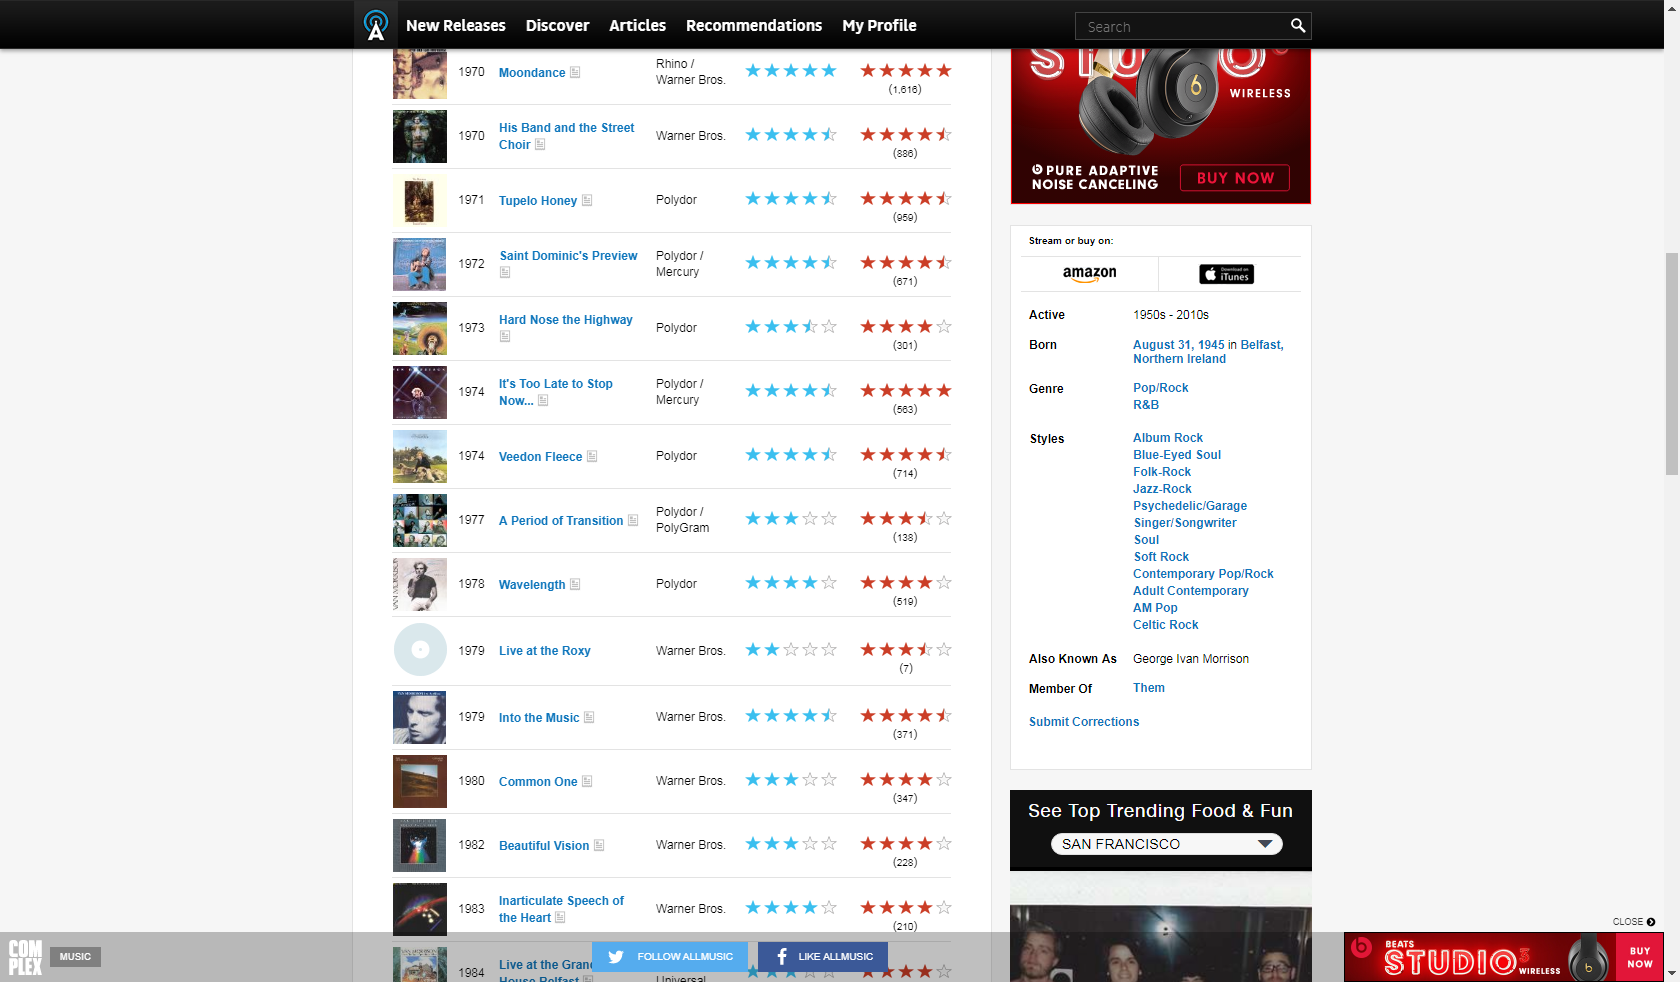 New Releases Discover Articles Recommendations My Profile Search
1970 Moondance Rhino /
Warner Bros.
(1,616)
1970 His Band and the Street
Choir Warner Bros.
(886)
1971 Tupelo Honey Polydor
(959)
1972 Saint Dominic's Preview Polydor /
Mercury
(671)
1973 Hard Nose the Highway Polydor
(301)
1974 It's Too Late to Stop
Now... Polydor /
Mercury
(563)
1974 Veedon Fleece Polydor
(714)
1977 A Period of Transition Polydor /
PolyGram
(138)
1978 Wavelength Polydor
(519)
1979 Live at the Roxy Warner Bros.
(7)
1979 Into the Music Warner Bros.
(371)
1980 Common One Warner Bros.
(347)
1982 Beautiful Vision Warner Bros.
(228)
1983 Inarticulate Speech of
the Heart Warner Bros.
(210)
1984 Live at the Grand
House Belfast Universal
STUDIO
WIRELESS
PURE ADAPTIVE
NOISE CANCELING
BUY NOW
Stream or buy on:
amazon
Download on
iTunes
Active 1950s - 2010s
Born August 31, 1945 in Belfast,
Northern Ireland
Genre Pop/Rock
R&B
Styles Album Rock
Blue-Eyed Soul
Folk-Rock
Jazz-Rock
Psychedelic/Garage
Singer/Songwriter
Soul
Soft Rock
Contemporary Pop/Rock
Adult Contemporary
AM Pop
Celtic Rock
Also Known As George Ivan Morrison
Member Of Them
Submit Corrections
See Top Trending Food & Fun
SAN FRANCISCO
CLOSE
COM
PLEX
MUSIC
FOLLOW ALLMUSIC
LIKE ALLMUSIC
BEATS
STUDIO3
WIRELESS
BUY
NOW